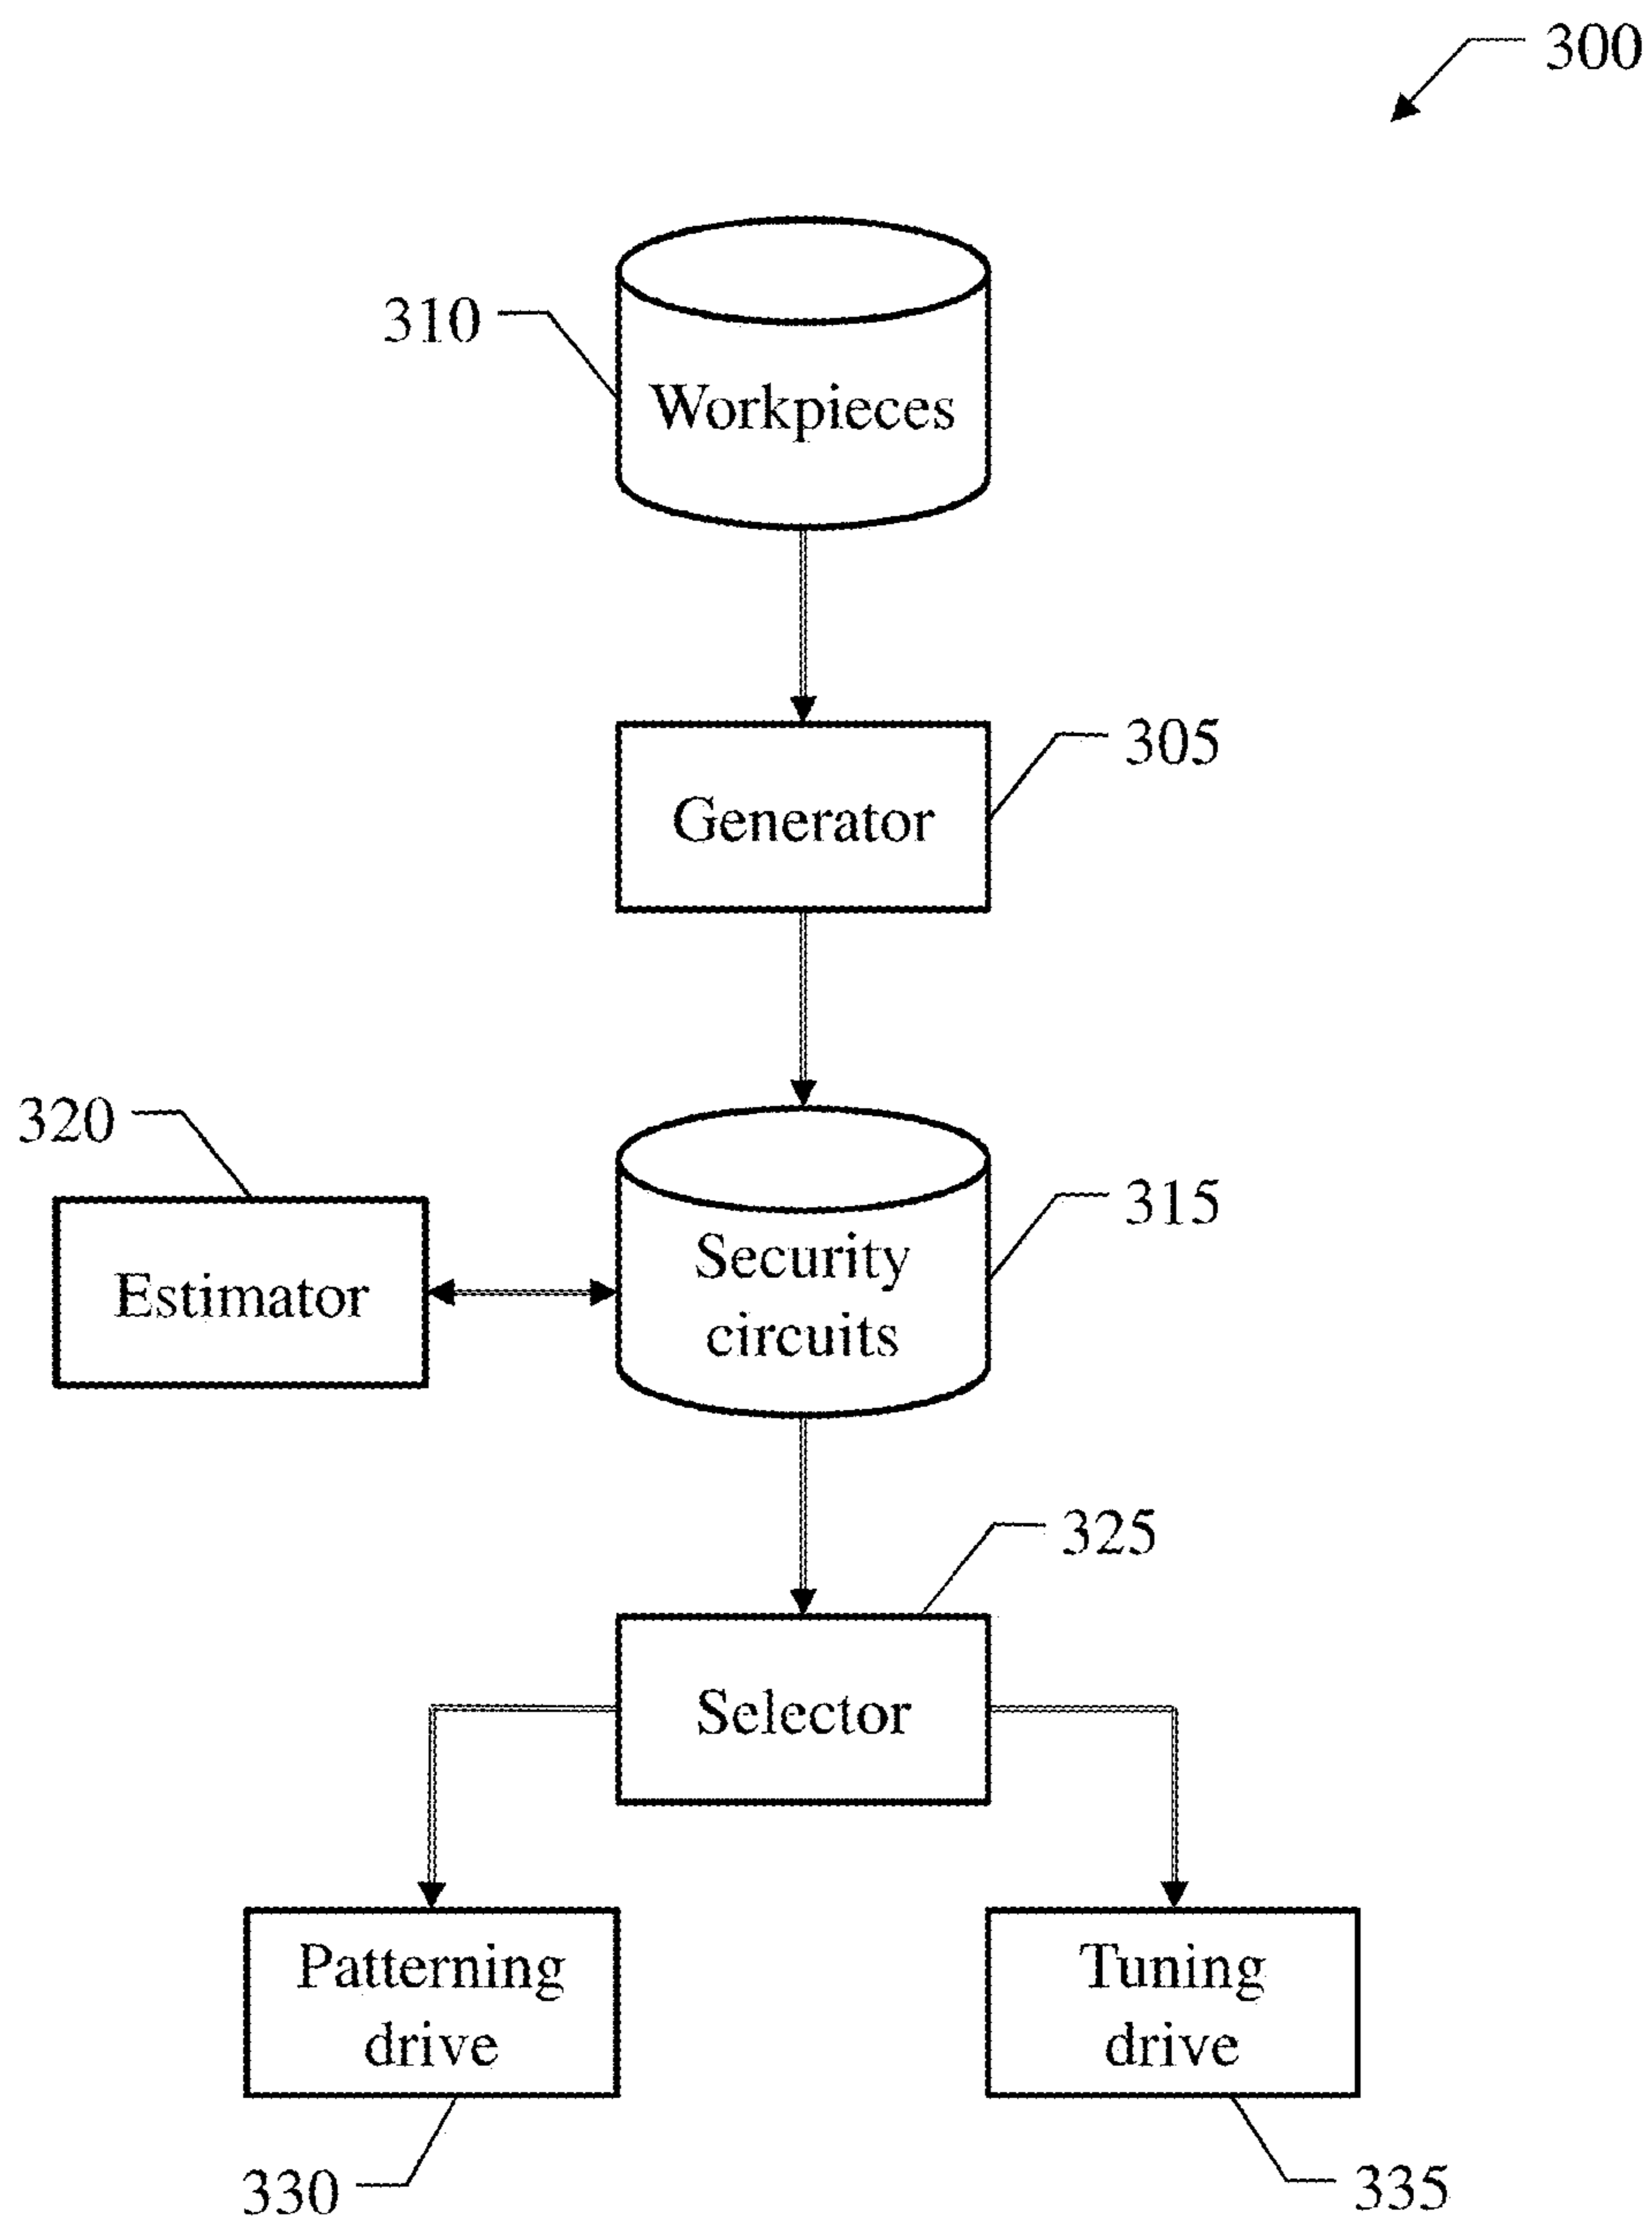 300
310
Workpieces
305
Generator
320
315
Security
circuits
Estimator
325
Selector
Patterning
drive
Tuning
drive
330
335